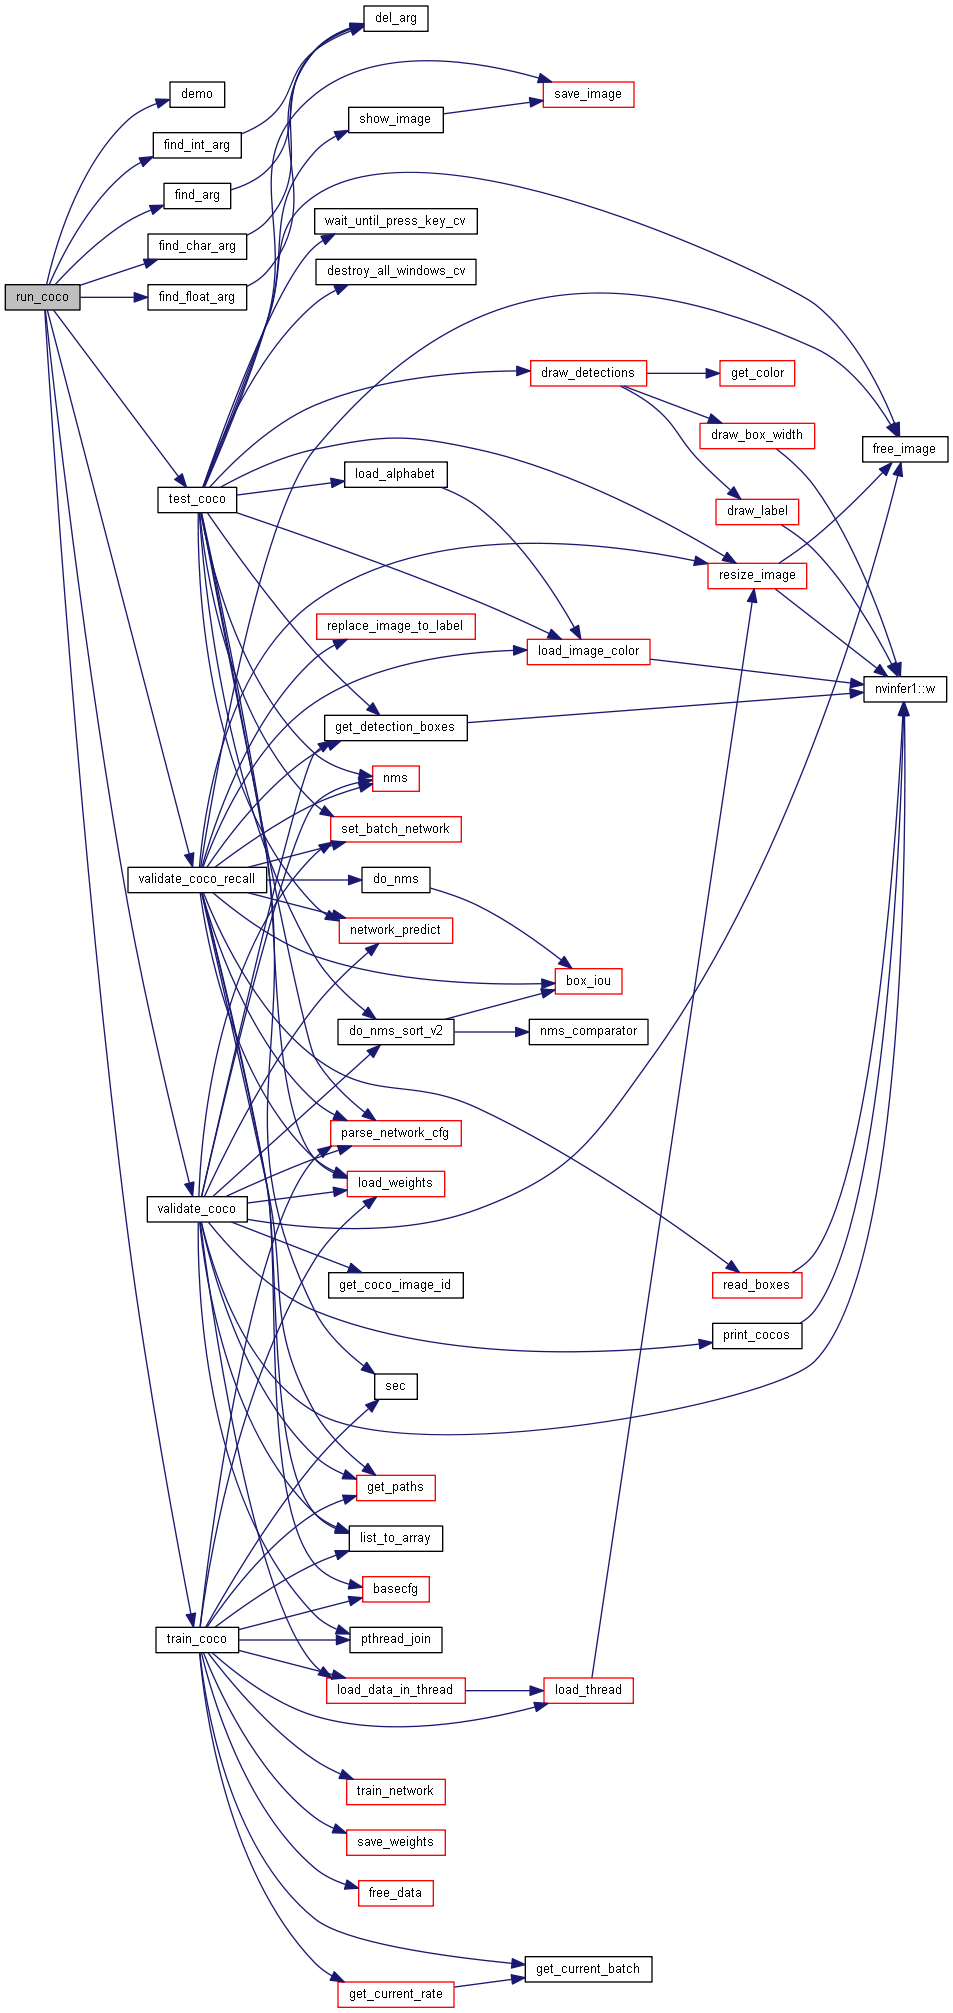 del_arg
demo
save_image
show_image
find_int_arg
find_arg
wait_until_press_key_cv
find_char_arg
destroy_all_windows_cv
run_coco
find_float_arg
draw_detections
get_color
draw_box_width
free_image
load_alphabet
test_coco
draw_label
resize_image
replace_image_to_label
load_image_color
nvinfer1::w
get_detection_boxes
nms
set_batch_network
validate_coco_recall
do_nms
network_predict
box_iou
do_nms_sort_v2
nms_comparator
parse_network_cfg
load_weights
validate_coco
get_coco_image_id
read_boxes
print_cocos
sec
get_paths
list_to_array
basecfg
train_coco
pthread_join
load_data_in_thread
load_thread
train_network
save_weights
free_data
get_current_batch
get_current_rate